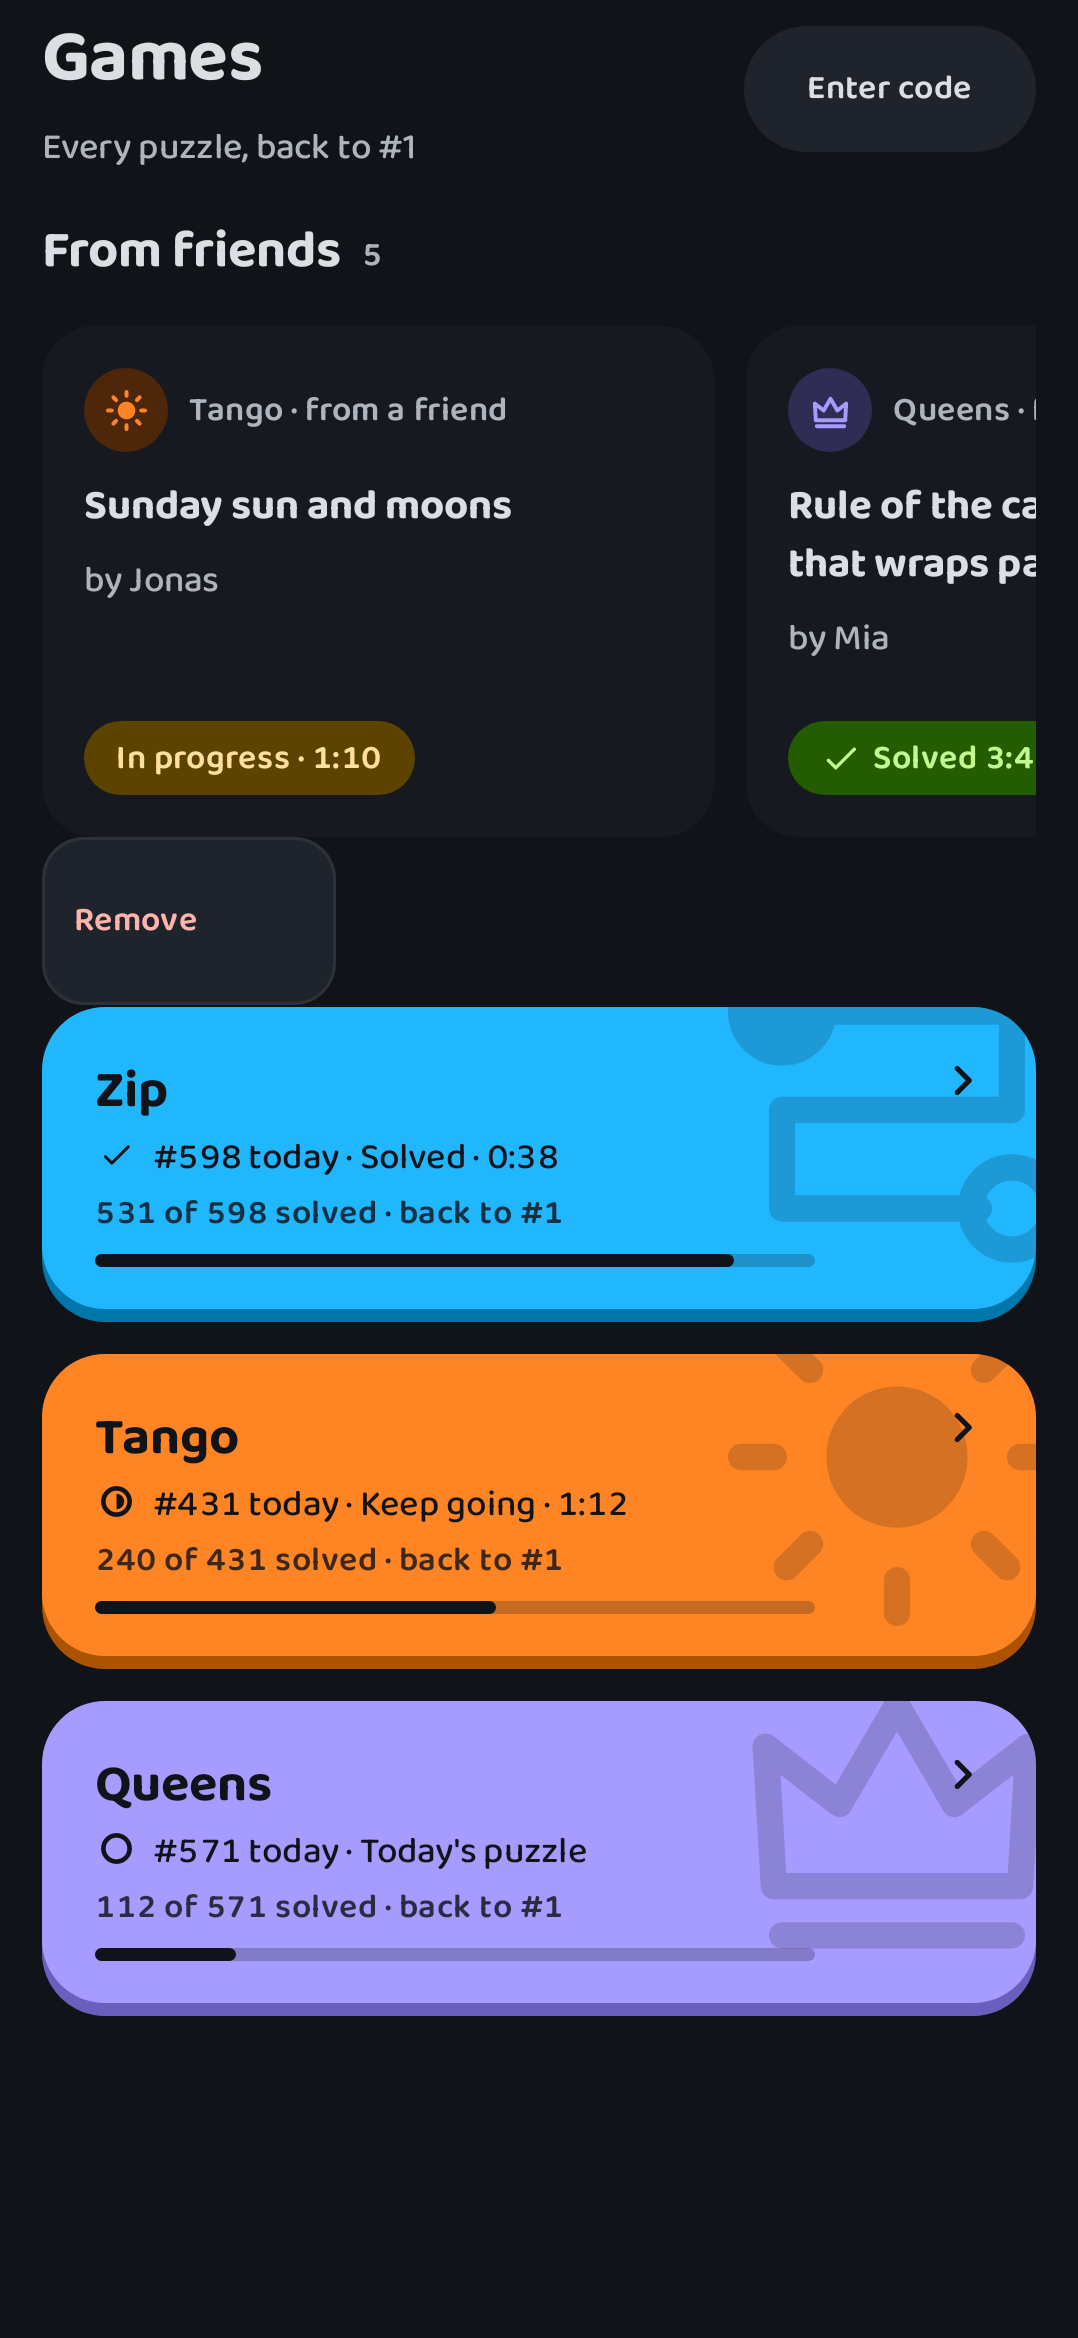 Games
Enter code
Every puzzle, back to #1
From friends 5
Tango · from a friend
Sunday sun and moons
by Jonas
In progress · 1:10
Queens ·
Rule of the
that wraps
by Mia
Solved 3:4
Remove
Zip
#598 today · Solved · 0:38
531 of 598 solved · back to #1
Tango
#431 today · Keep going · 1:12
240 of 431 solved · back to #1
Queens
#571 today · Today's puzzle
112 of 571 solved · back to #1